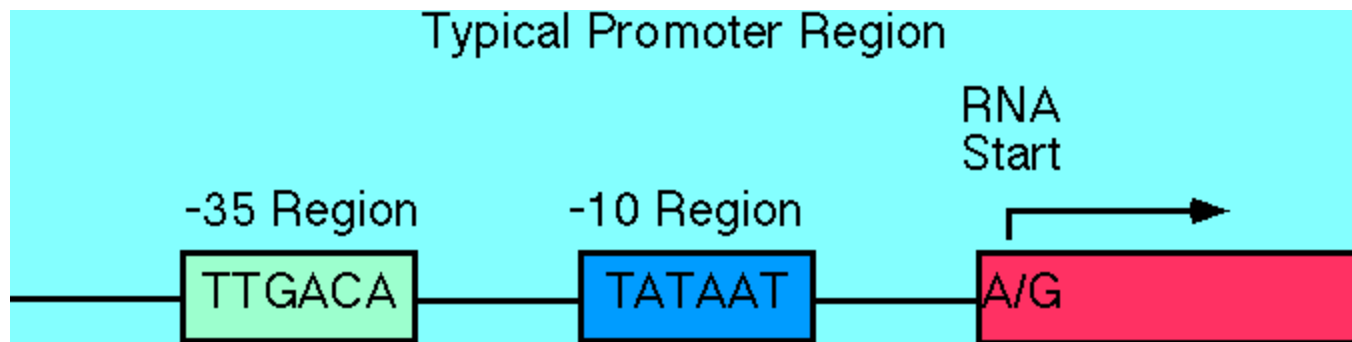 Typical Promoter Region
RNA
Start
-35 Region
-10 Region
TTGACA
TATAAT
A/G